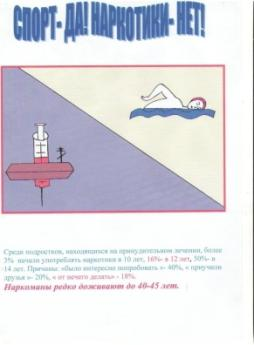 СПОРТ- ДА! НАРКОТИКИ- НЕТ!
Среди подростков, находящихся на принудительном лечении, более
3% начали употреблять наркотики в 10 лет, 16%- в 12 лет, 50%- в
14 лет. Причины: «было интересно попробовать »- 40%, « приучили
друзья »- 20%, « от нечего делать» - 18%.
Наркоманы редко доживают до 40-45 лет.